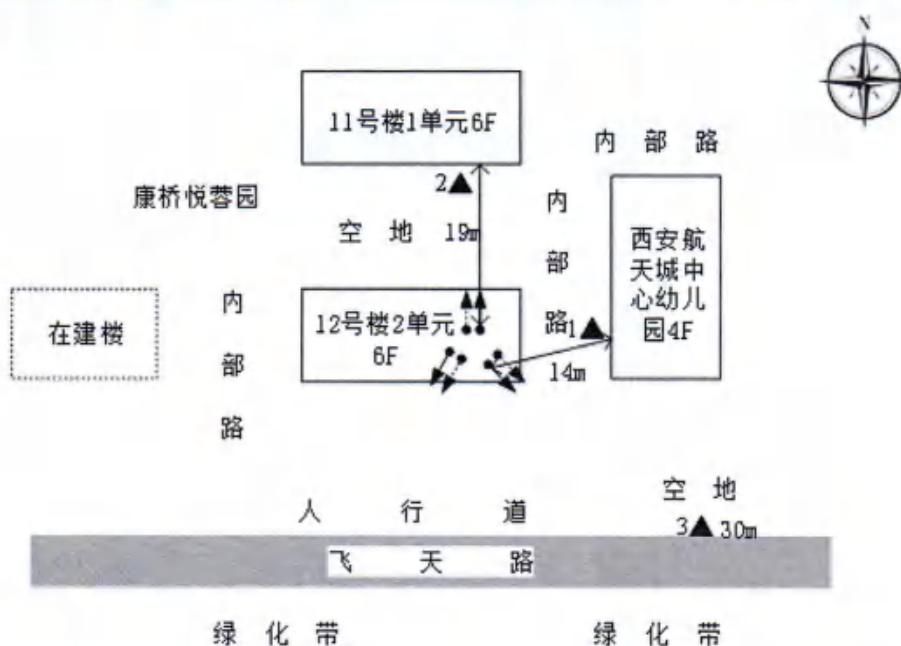 N
11号楼1单元6F
内部路
康桥悦蓉园
2
空地 19m
内部路
西安航
天城中
心幼儿
园4F
在建楼
内部路
12号楼2单元
6F
1
14m
空地
3 30m
人行道
飞天路
绿化带
绿化带